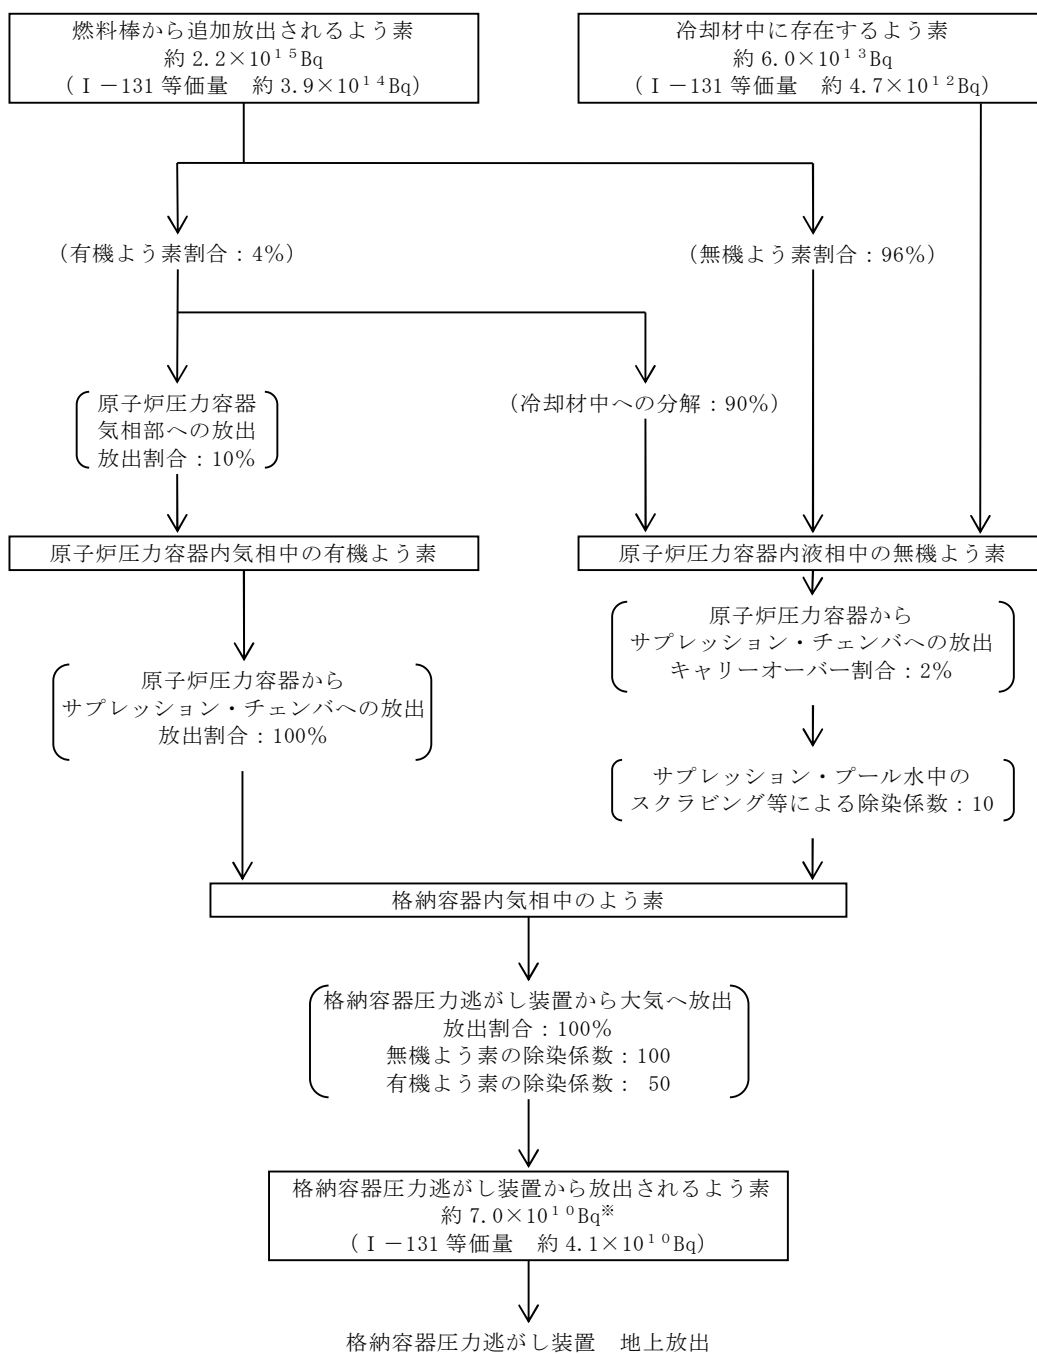 燃料棒から追加放出されるよう素
約 2.2×10¹⁵Bq
(Ⅰ－131 等価量　約 3.9×10¹⁴Bq)
冷却材中に存在するよう素
約 6.0×10¹³Bq
(Ⅰ－131 等価量　約 4.7×10¹²Bq)
(有機よう素割合：4%)
(無機よう素割合：96%)
原子炉圧力容器
気相部への放出
放出割合：10%
(冷却材中への分解：90%)
原子炉圧力容器内気相中の有機よう素
原子炉圧力容器内液相中の無機よう素
原子炉圧力容器から
サプレッション・チェンバへの放出
放出割合：100%
原子炉圧力容器から
サプレッション・チェンバへの放出
キャリーオーバー割合：2%
サプレッション・プール水中の
スクラビング等による除染係数：10
格納容器内気相中のよう素
格納容器圧力逃がし装置から大気へ放出
放出割合：100%
無機よう素の除染係数：100
有機よう素の除染係数： 50
格納容器圧力逃がし装置から放出されるよう素
約 7.0×10¹⁰Bq※
(Ⅰ－131 等価量　約 4.1×10¹⁰Bq)
格納容器圧力逃がし装置　地上放出